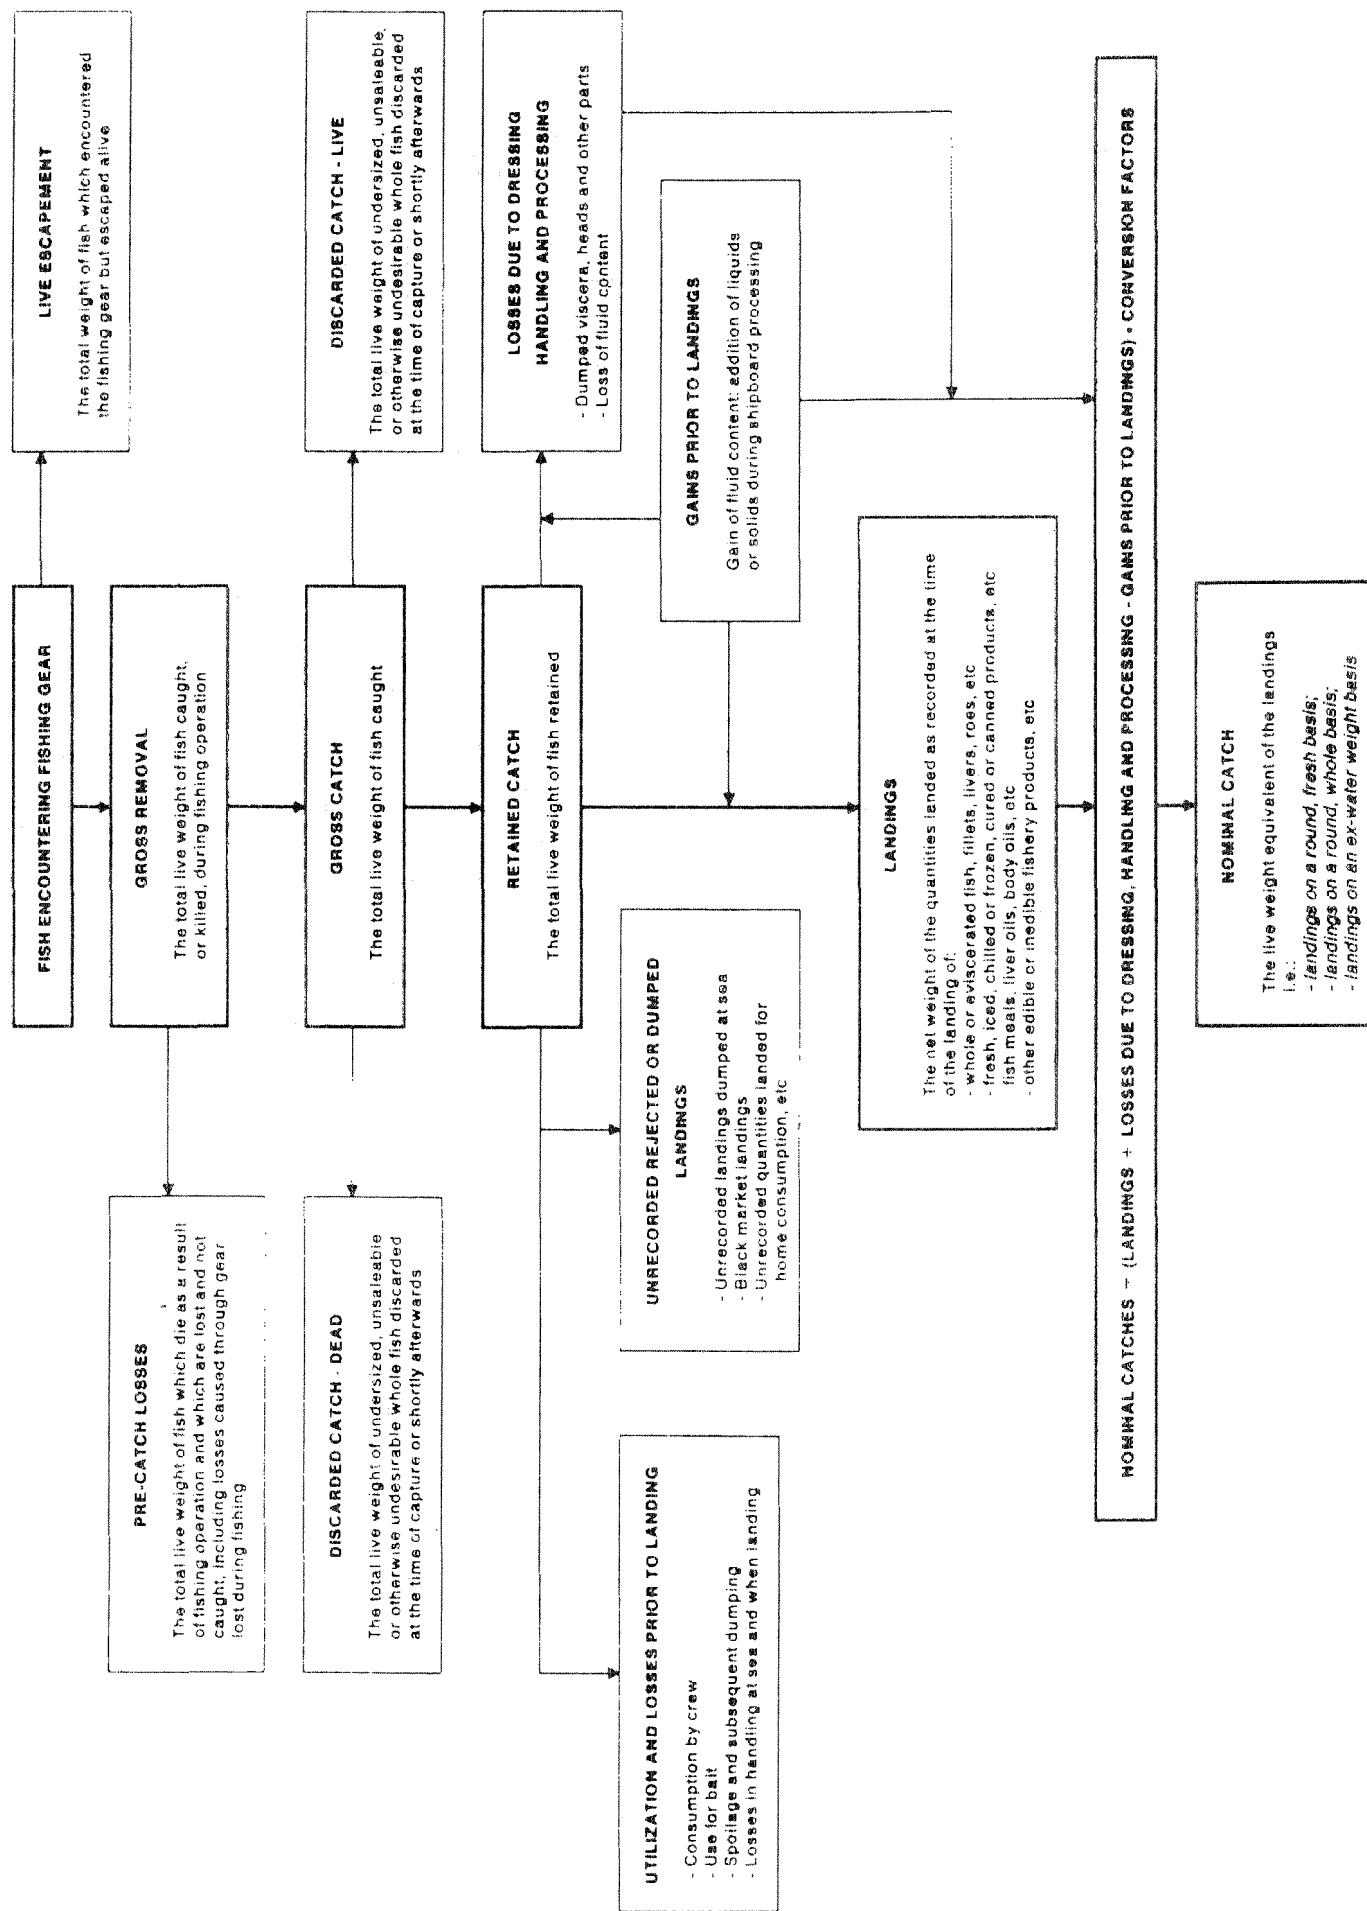 FISH ENCOUNTERING FISHING GEAR
LIVE ESCAPEMENT
The total weight of fish which encountered
the fishing gear but escaped alive
PRE-CATCH LOSSES
The total live weight of fish which die as a result
of fishing operation and which are lost and not
caught, including losses caused through gear
lost during fishing
GROSS REMOVAL
The total live weight of fish caught,
or killed, during fishing operation
DISCARDED CATCH - DEAD
The total live weight of undersized, unsaleable
or otherwise undesirable whole fish discarded
at the time of capture or shortly afterwards
GROSS CATCH
The total live weight of fish caught
DISCARDED CATCH - LIVE
The total live weight of undersized, unsaleable,
or otherwise undesirable whole fish discarded
at the time of capture or shortly afterwards
RETAINED CATCH
The total live weight of fish retained
LOSSES DUE TO DRESSING
HANDLING AND PROCESSING
- Dumped viscera, heads and other parts
- Loss of fluid content
UTILIZATION AND LOSSES PRIOR TO LANDING
- Consumption by crew
- Use for bait
- Spoilage and subsequent dumping
- Losses in handling at sea and when landing
UNRECORDED REJECTED OR DUMPED
LANDINGS
- Unrecorded landings dumped at sea
- Black market landings
- Unrecorded quantities landed for
home consumption, etc
GAINS PRIOR TO LANDINGS
Gain of fluid content: addition of liquids
or solids during shipboard processing
LANDINGS
The net weight of the quantities landed as recorded at the time
of the landing of:
- whole or eviscerated fish, fillets, livers, roes, etc
- fresh, iced, chilled or frozen, cured or canned products, etc
fish meals, liver oils, body oils, etc
- other edible or inedible fishery products, etc
NOMINAL CATCHES = (LANDINGS + LOSSES DUE TO DRESSING, HANDLING AND PROCESSING - GAINS PRIOR TO LANDINGS) . CONVERSION FACTORS
NOMINAL CATCH
The live weight equivalent of the landings
i.e.:
- landings on a round, fresh basis;
- landings on a round, whole basis;
- landings on an ex-water weight basis